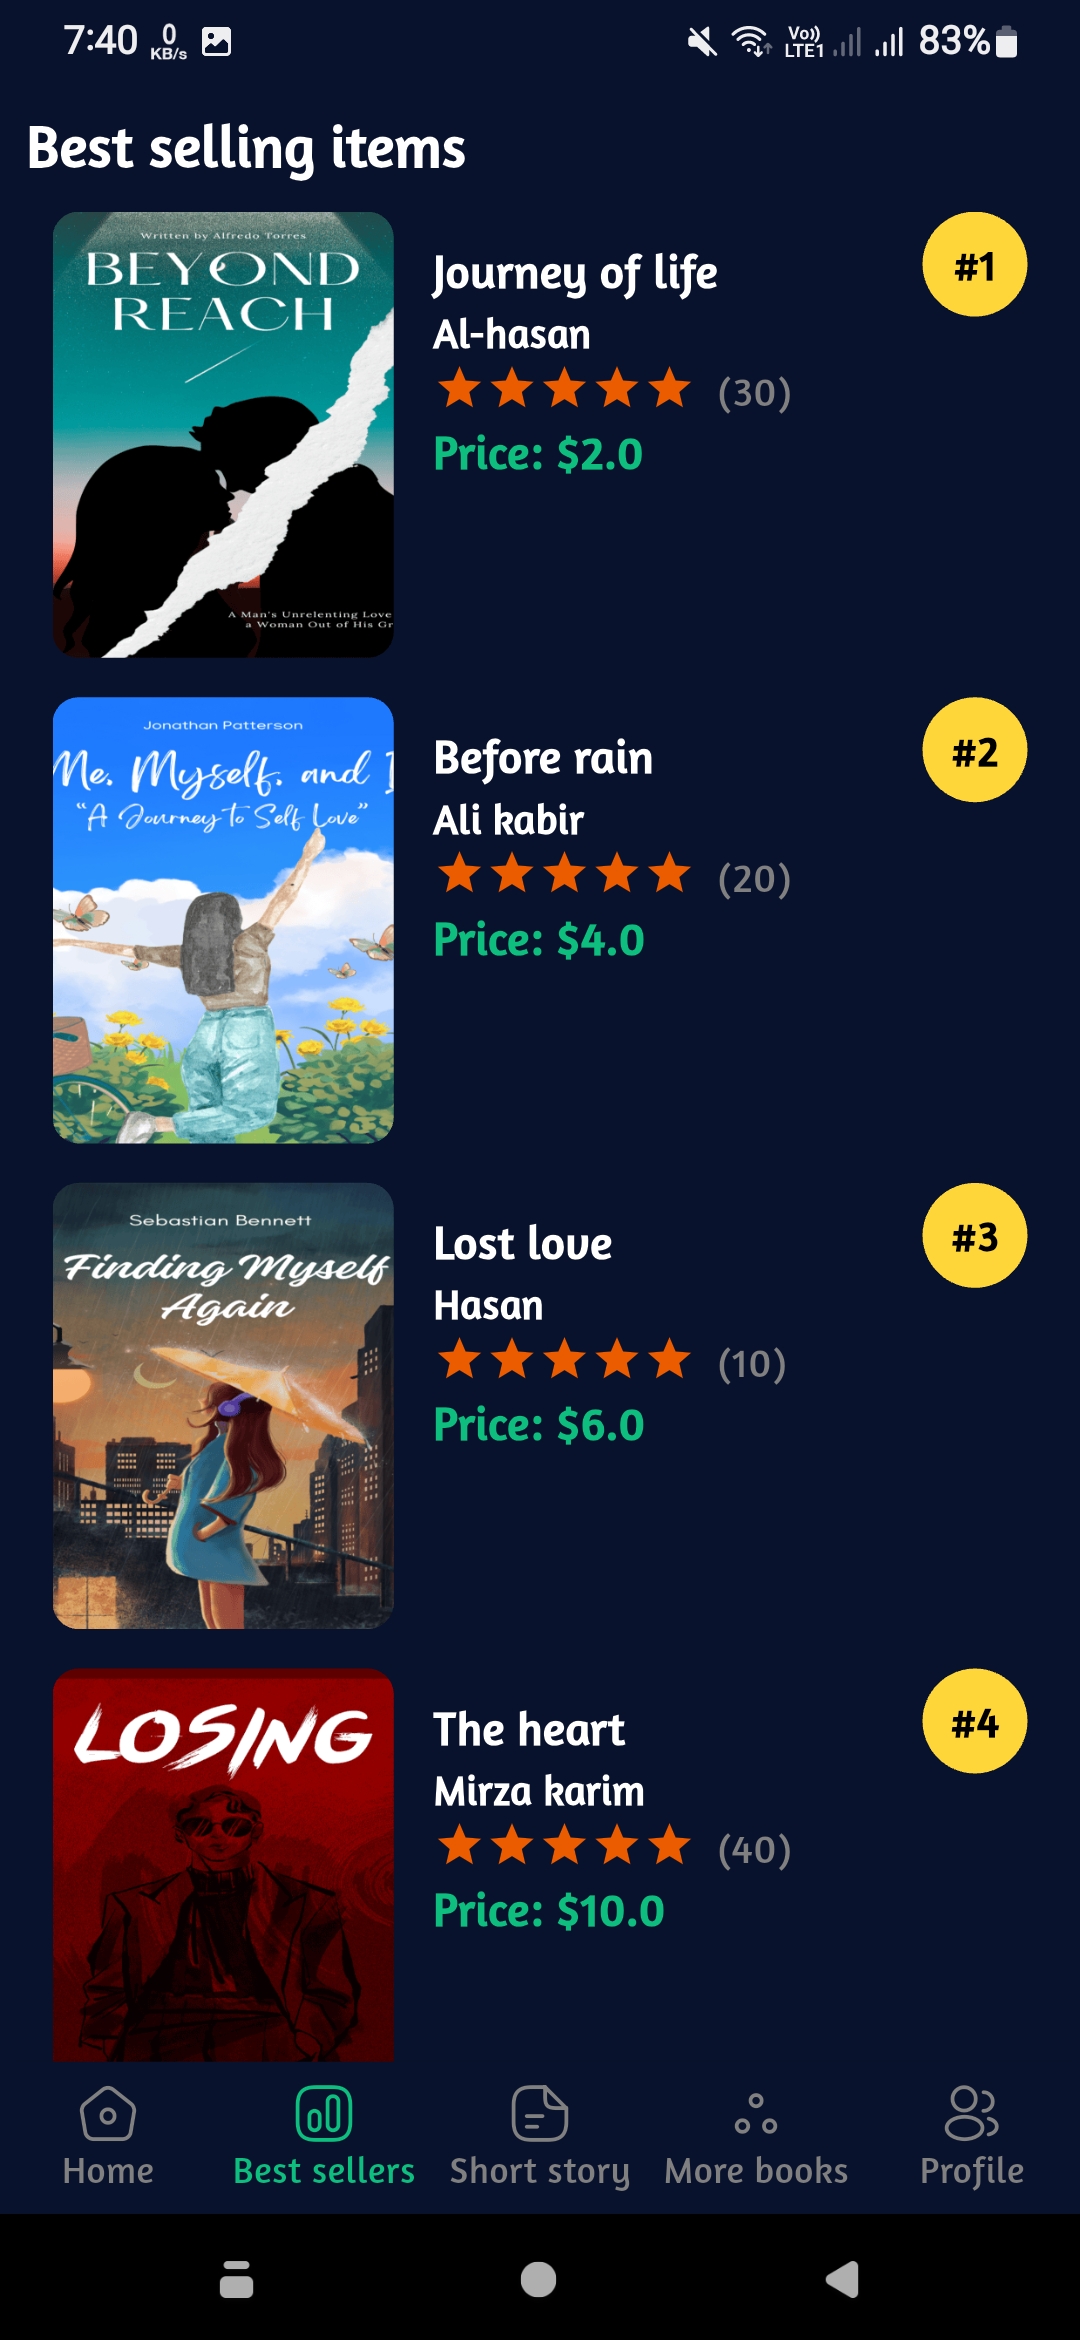 7:40 0 KB/s Vo)) LTE1 83%
Best selling items
Written by Alfredo Torres
BEYOND
REACH
A Man's Unrelenting Love
a Woman Out of His Gr
Journey of life
#1
Al-hasan
(30)
Price: $2.0
Jonathan Patterson
Me, Myself, and I
"A Journey to Self Love"
Before rain
#2
Ali kabir
(20)
Price: $4.0
Sebastian Bennett
Finding Myself
Again
Lost love
#3
Hasan
(10)
Price: $6.0
LOSING
The heart
#4
Mirza karim
(40)
Price: $10.0
Home Best sellers Short story More books Profile